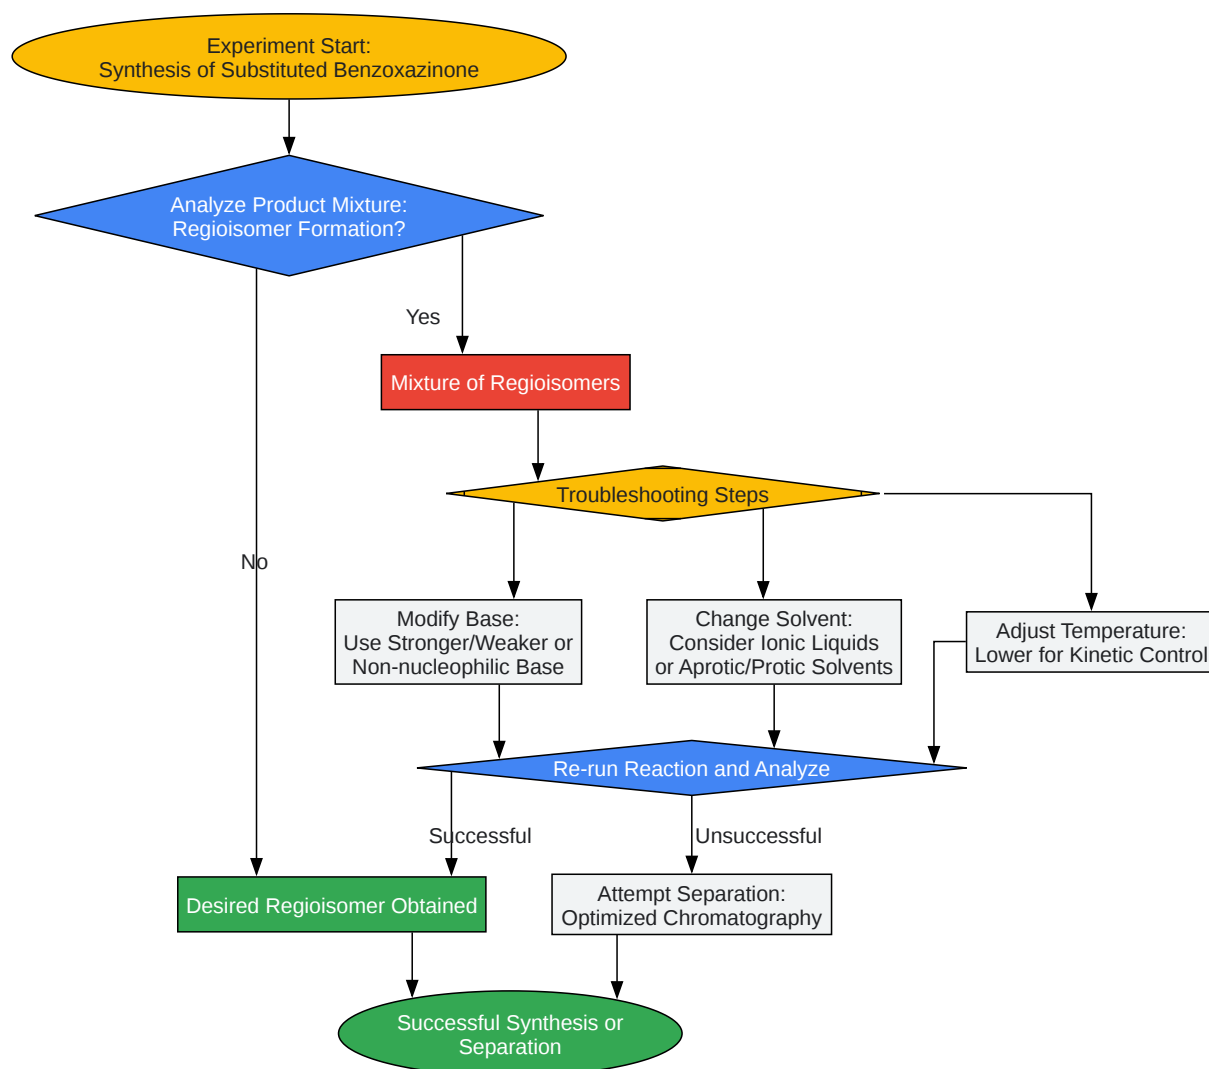 Experiment Start:
Synthesis of Substituted Benzoxazinone
Analyze Product Mixture:
Regioisomer Formation?
Yes
Mixture of Regioisomers
Troubleshooting Steps
No
Modify Base:
Use Stronger/Weaker or
Non-nucleophilic Base
Change Solvent:
Consider Ionic Liquids
or Aprotic/Protic Solvents
Adjust Temperature:
Lower for Kinetic Control
Re-run Reaction and Analyze
Successful
Unsuccessful
Desired Regioisomer Obtained
Attempt Separation:
Optimized Chromatography
Successful Synthesis or
Separation